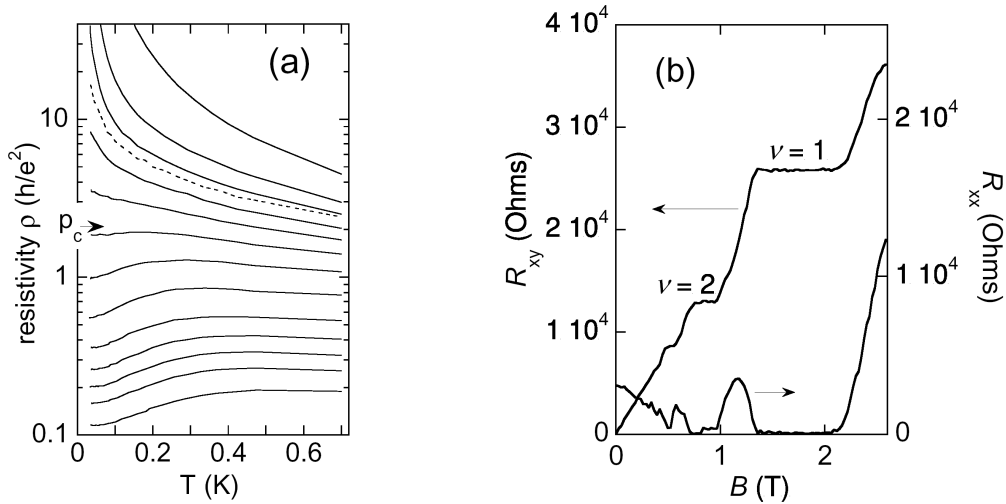 (a)
10
1
0.1
p_c
resistivity ρ (h/e²)
0
0.2
0.4
0.6
T (K)
(b)
4 10⁴
3 10⁴
2 10⁴
1 10⁴
0
R_xy (Ohms)
ν = 1
ν = 2
2 10⁴
1 10⁴
0
R_xx (Ohms)
0
1
2
B (T)